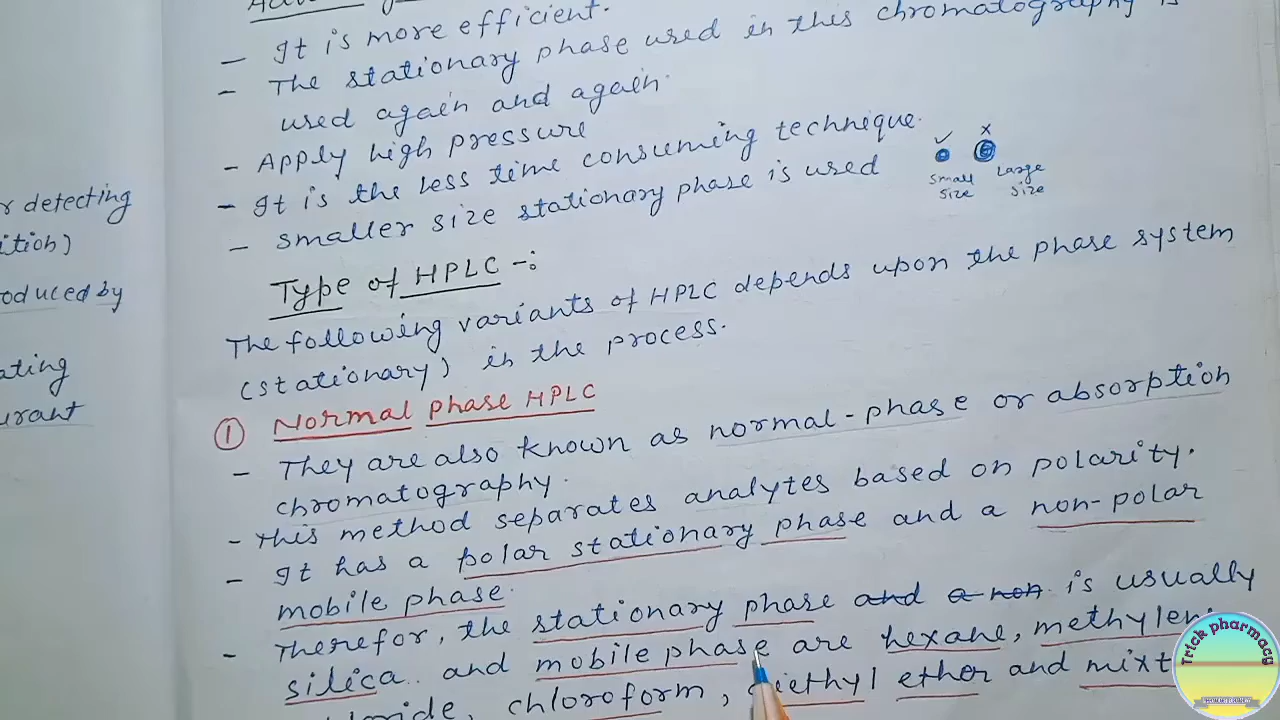 r detecting
ition)
oduced by
ating
urant
- It is more efficient.
- The stationary phase used in this chromatography is
used again and again.
- Apply high pressure
- It is the less time consuming technique.
- smaller size stationary phase is used
small size
Large size
Type of HPLC -:
The following variants of HPLC depends upon the phase system
(stationary) in the process.
① Normal phase HPLC
- They are also known as normal-phase or absorption
chromatography.
- This method separates analytes based on polarity.
- It has a polar stationary phase and a non-polar
mobile phase.
- Therefor, the stationary phase and a non is usually
silica.. and mobile phase are hexane, methylen
chloroform, diethyl ether and mixt
Trick pharmacy